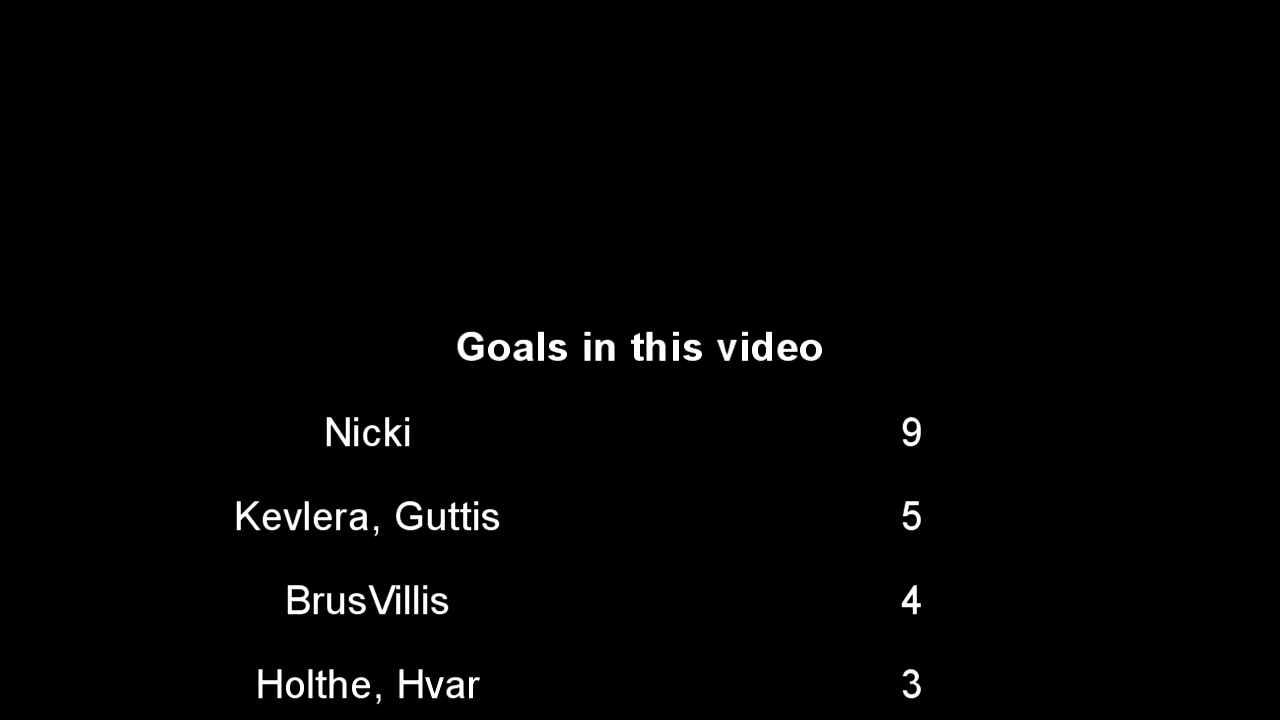 Goals in this video
Nicki 9
Kevlera, Guttis 5
BrusVillis 4
Holthe, Hvar 3